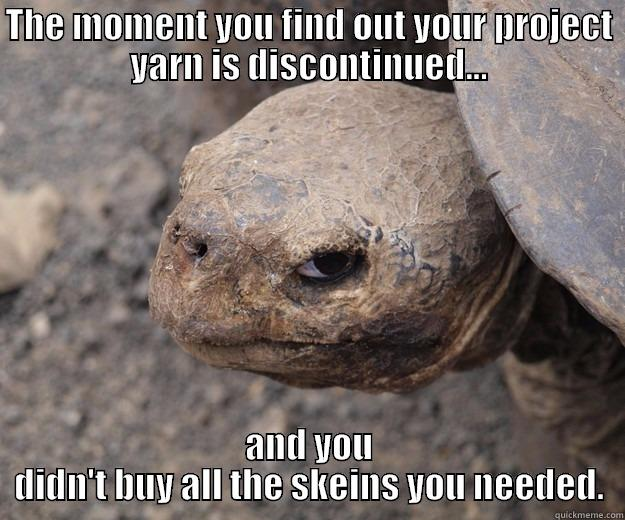 The moment you find out your project
yarn is discontinued...
and you
didn't buy all the skeins you needed.
quickmeme.com